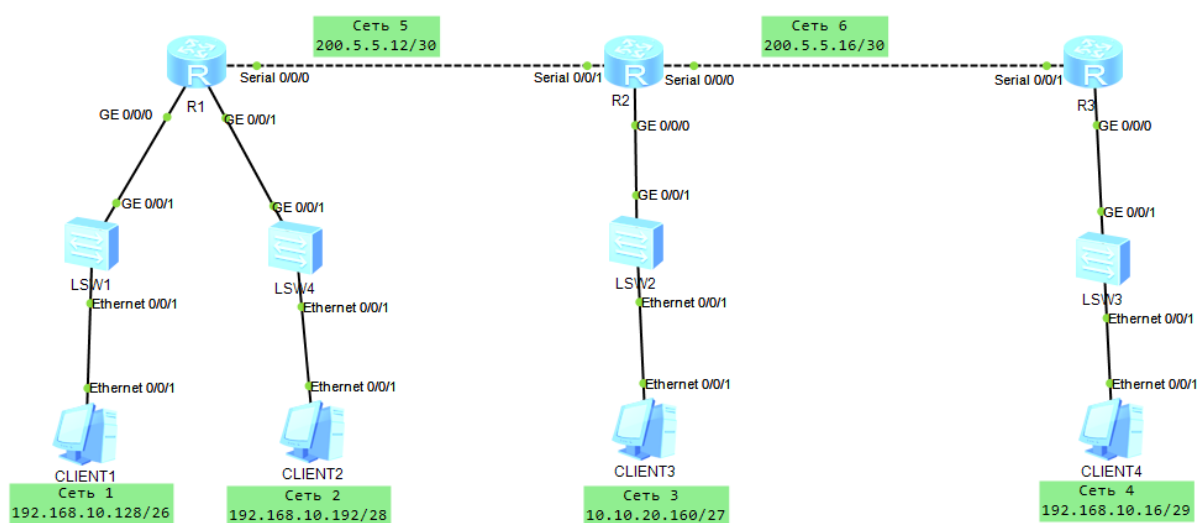 Сеть 5
200.5.5.12/30
Сеть 6
200.5.5.16/30
R
Serial 0/0/0
R1
Serial 0/0/1
R
Serial 0/0/0
R2
Serial 0/0/1
R
R3
GE 0/0/0
GE 0/0/1
GE 0/0/0
GE 0/0/0
GE 0/0/1
GE 0/0/1
GE 0/0/1
GE 0/0/1
LSW1
LSW4
LSW2
LSW3
Ethernet 0/0/1
Ethernet 0/0/1
Ethernet 0/0/1
Ethernet 0/0/1
Ethernet 0/0/1
Ethernet 0/0/1
Ethernet 0/0/1
Ethernet 0/0/1
CLIENT1
CLIENT2
CLIENT3
CLIENT4
Сеть 1
192.168.10.128/26
Сеть 2
192.168.10.192/28
Сеть 3
10.10.20.160/27
Сеть 4
192.168.10.16/29